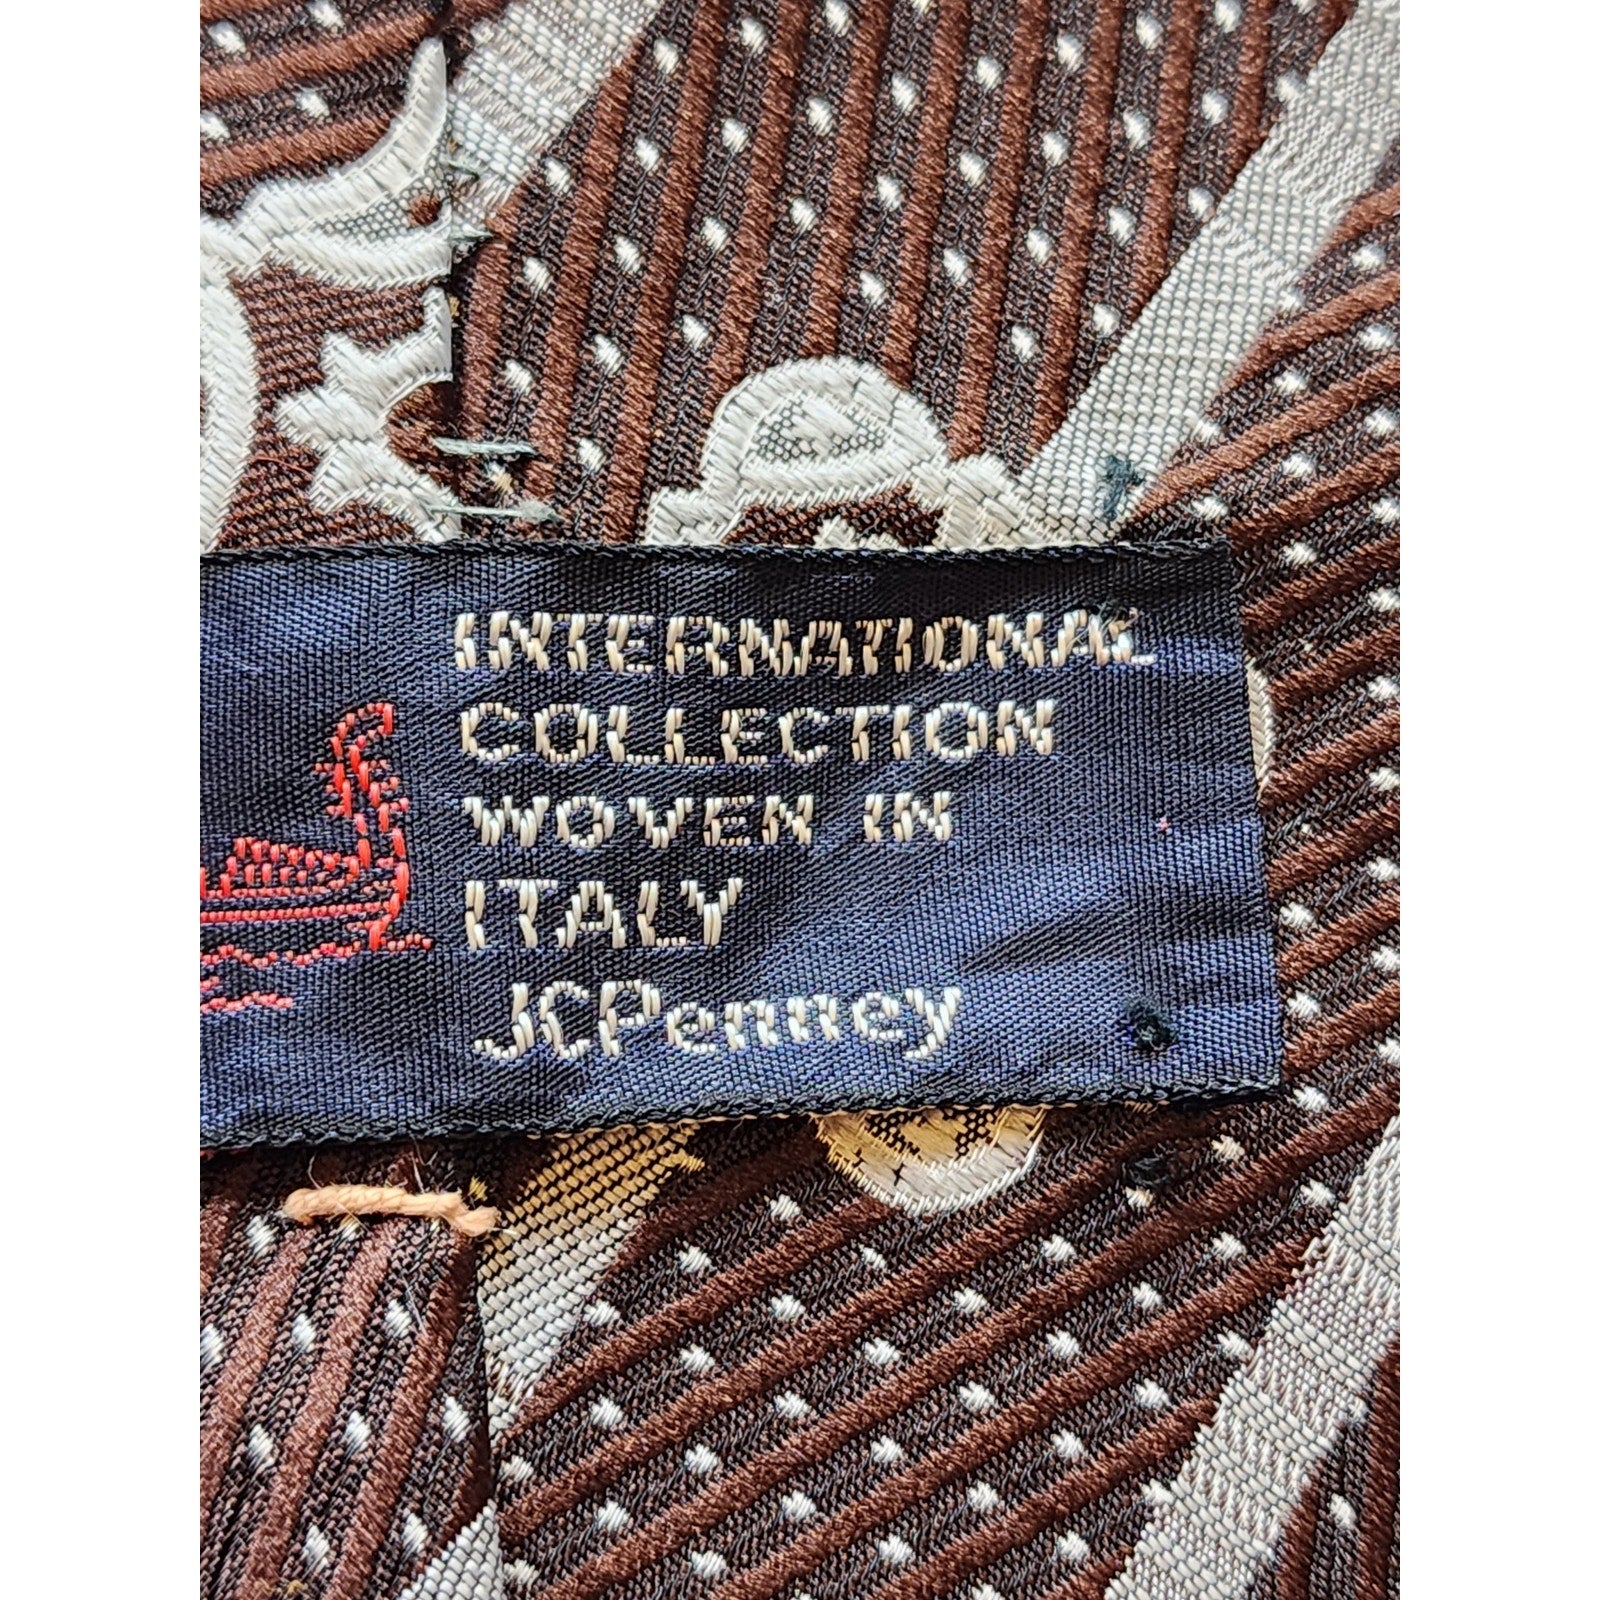 INTERNATIONAL
COLLECTION
WOVEN IN
ITALY
JCPenney